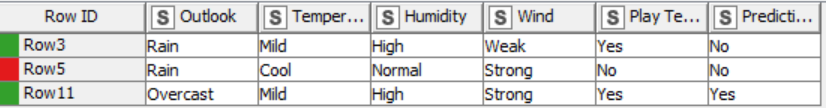 Row ID S Outlook S Temper... S Humidity S Wind S Play Te... S Predicti...
Row3 Rain Mild High Weak Yes No
Row5 Rain Cool Normal Strong No No
Row11 Overcast Mild High Strong Yes Yes